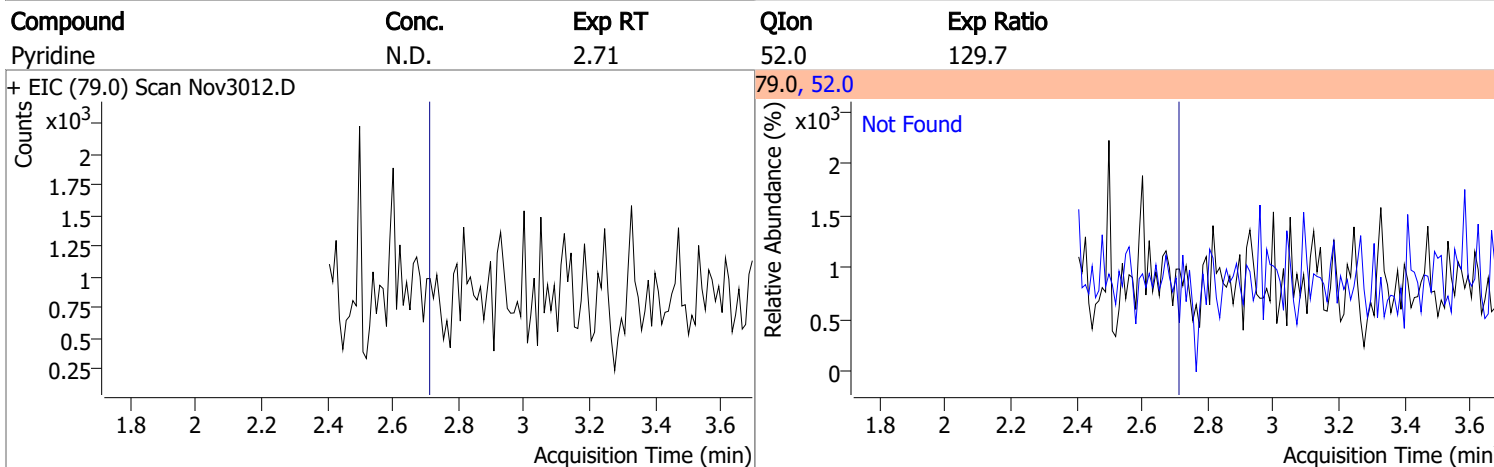 Compound Conc. Exp RT QIon Exp Ratio
Pyridine N.D. 2.71 52.0 129.7
+ EIC (79.0) Scan Nov3012.D
Counts
x10³
2
1.75
1.5
1.25
1
0.75
0.5
0.25
1.8 2 2.2 2.4 2.6 2.8 3 3.2 3.4 3.6
Acquisition Time (min)
79.0, 52.0
Relative Abundance (%)
x10³
Not Found
2
1.5
1
0.5
0
1.8 2 2.2 2.4 2.6 2.8 3 3.2 3.4 3.6
Acquisition Time (min